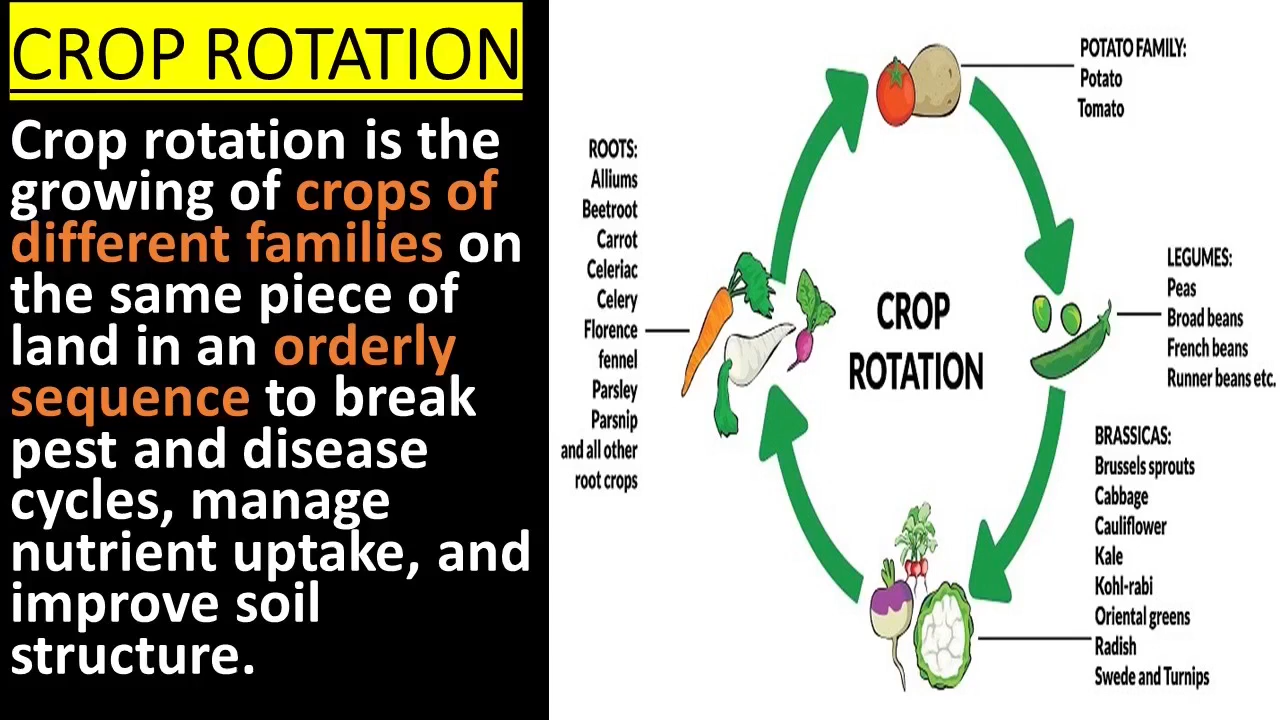 CROP ROTATION
Crop rotation is the
growing of crops of
different families on
the same piece of
land in an orderly
sequence to break
pest and disease
cycles, manage
nutrient uptake, and
improve soil
structure.
POTATO FAMILY:
Potato
Tomato
LEGUMES:
Peas
Broad beans
French beans
Runner beans etc.
BRASSICAS:
Brussels sprouts
Cabbage
Cauliflower
Kale
Kohl-rabi
Oriental greens
Radish
Swede and Turnips
ROOTS:
Alliums
Beetroot
Carrot
Celeriac
Celery
Florence
fennel
Parsley
Parsnip
and all other
root crops
CROP
ROTATION